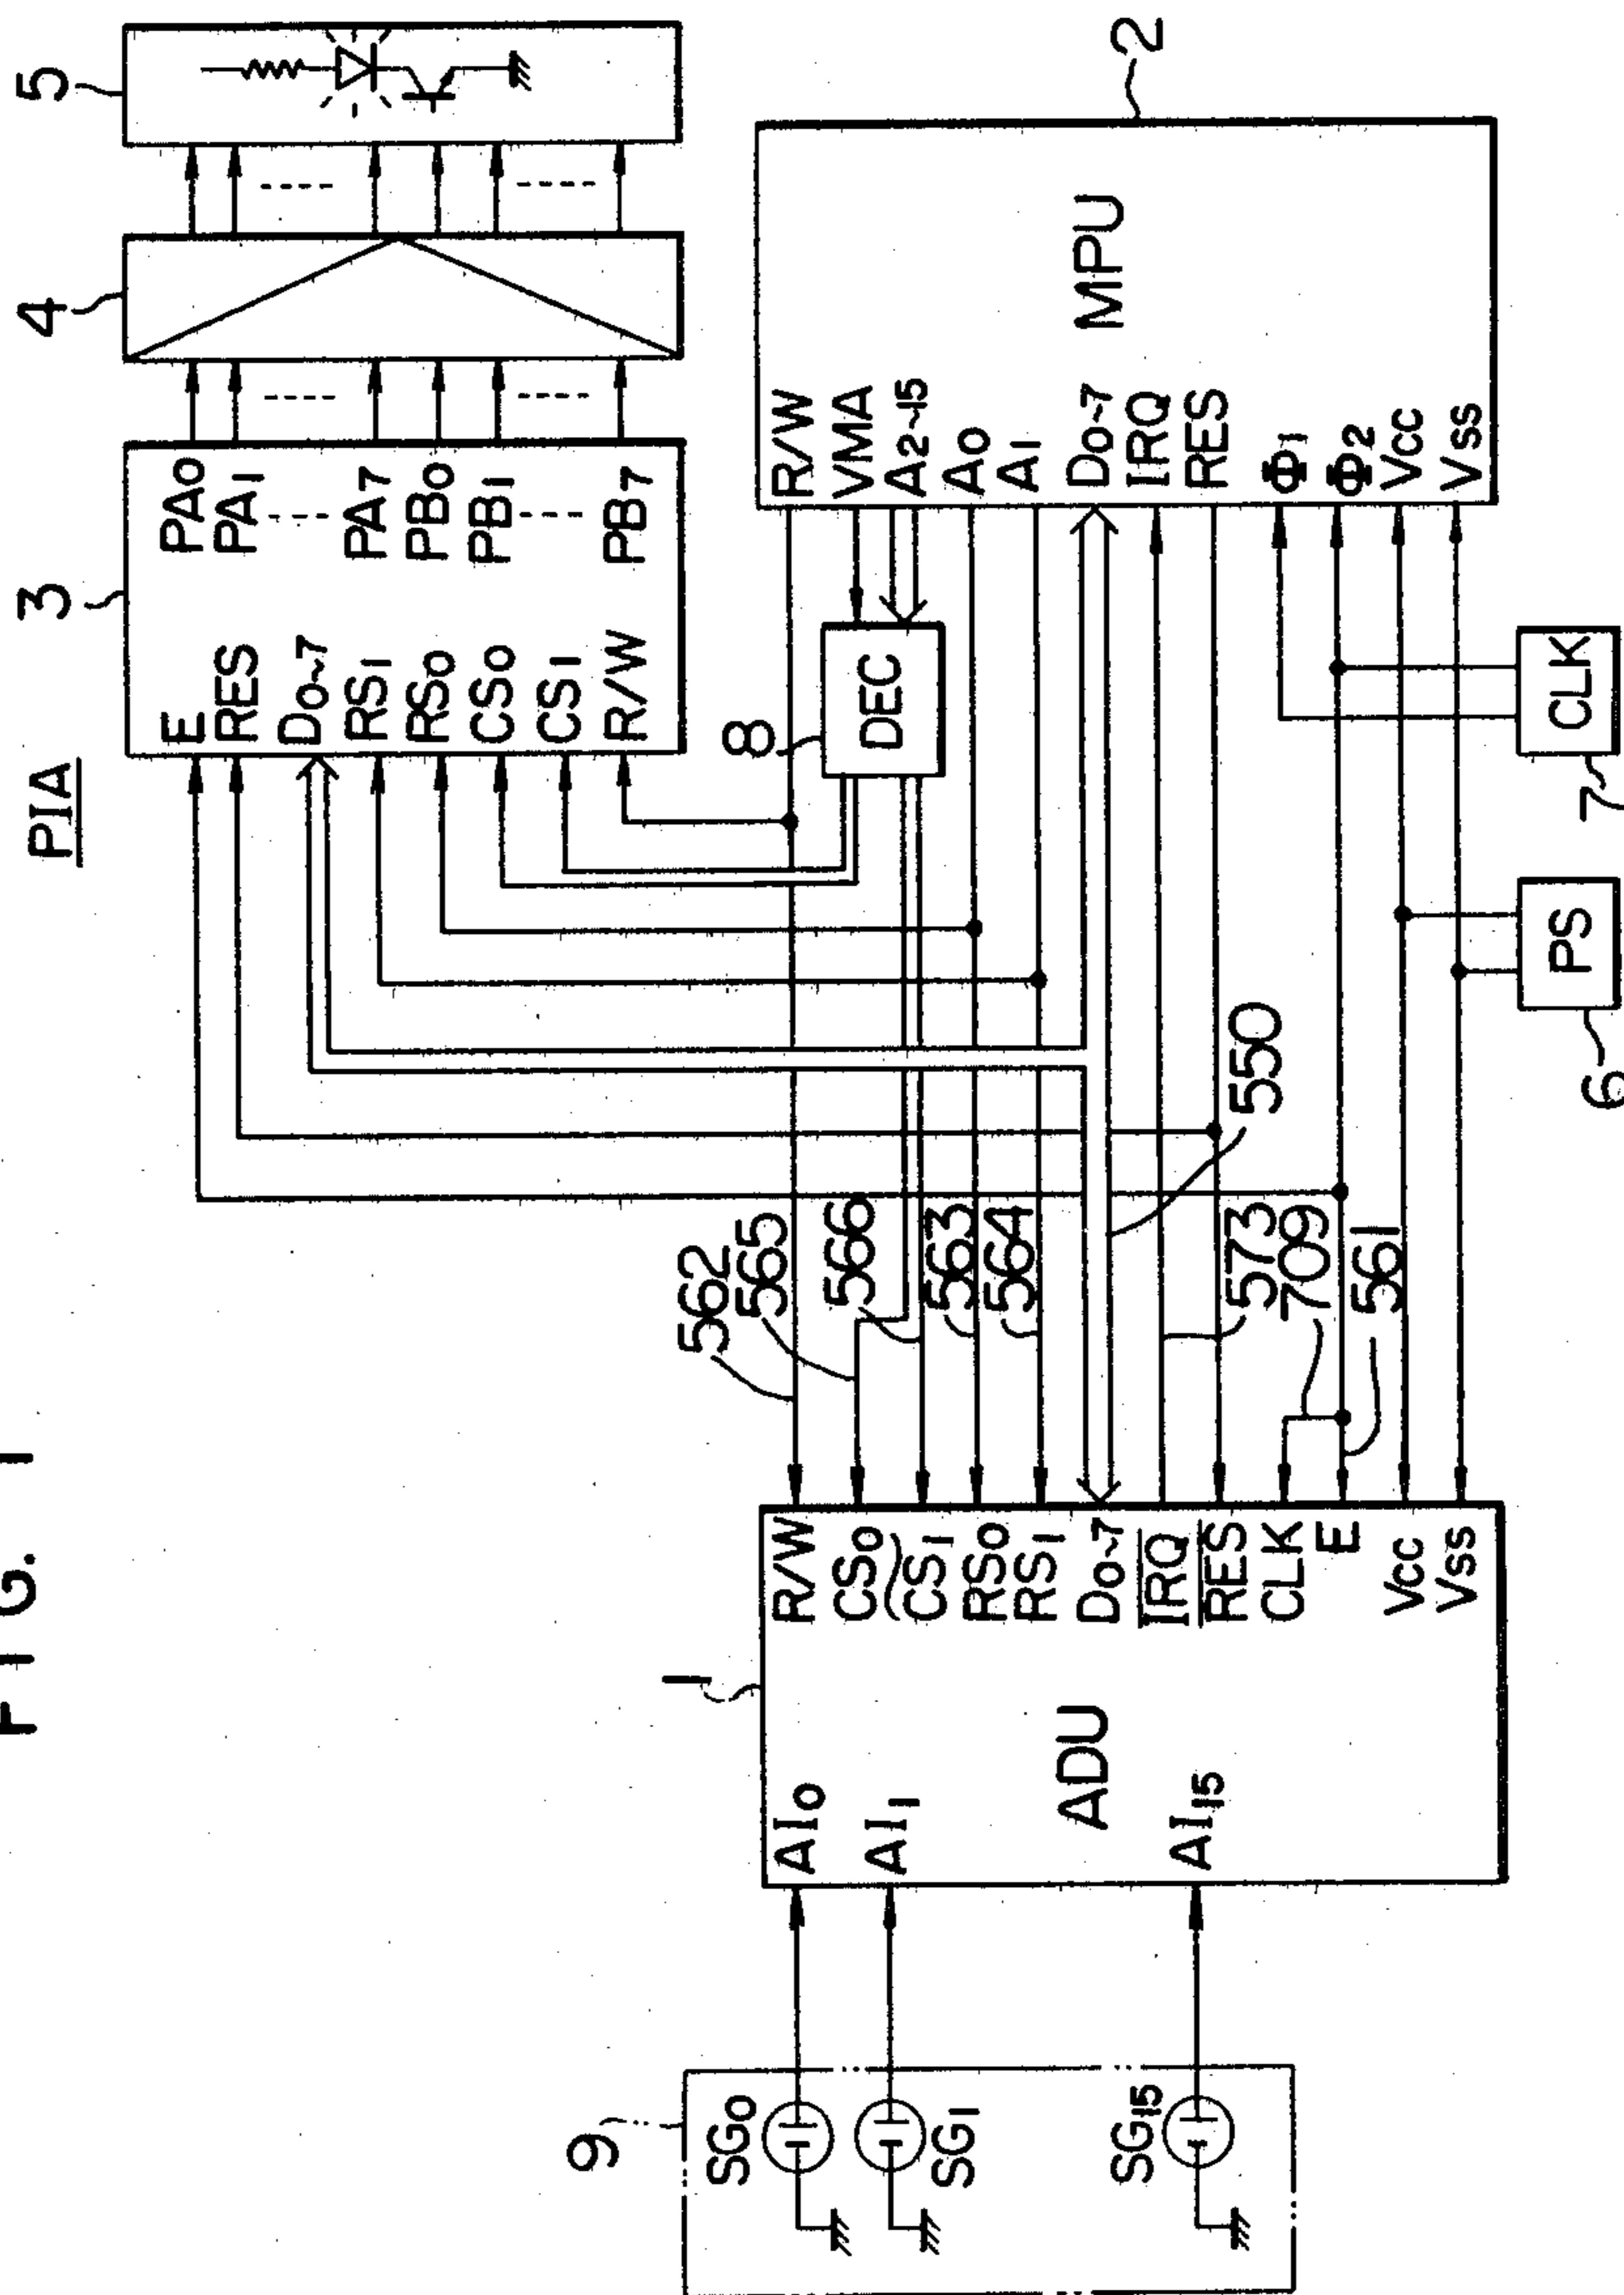 FIG. 1
PIA
3
4
5
E
RES
D0~7
RS1
RS0
CS0
CS1
R/W
PA0
PA1
PA7
PB0
PB1
PB7
8
DEC
2
MPU
R/W
VMA
A2~15
A0
A1
D0~7
IRQ
RES
Φ1
Φ2
VCC
VSS
562
565
566
563
564
550
573
709
561
1
ADU
AI0
AI1
AI15
R/W
CS0
CS1
RS0
RS1
D0~7
IRQ
RES
CLK
E
VCC
VSS
9
SG0
SG1
SG15
PS
6
CLK
7